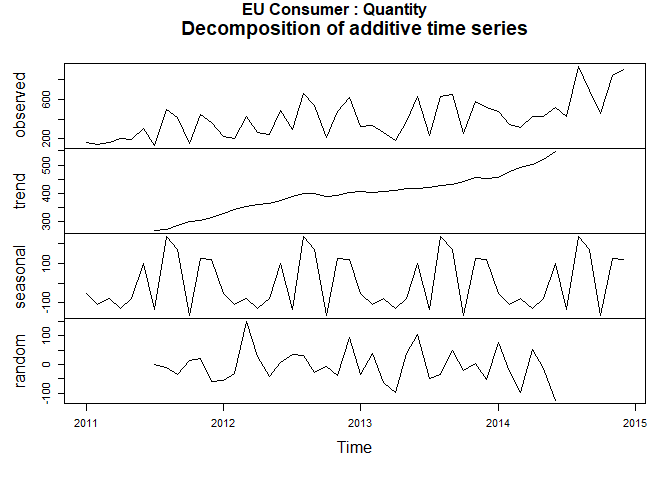 EU Consumer : Quantity
Decomposition of additive time series
observed
200 600
trend
300 400 500
seasonal
-100 100
random
-100 0 100
2011 2012 2013 2014 2015
Time